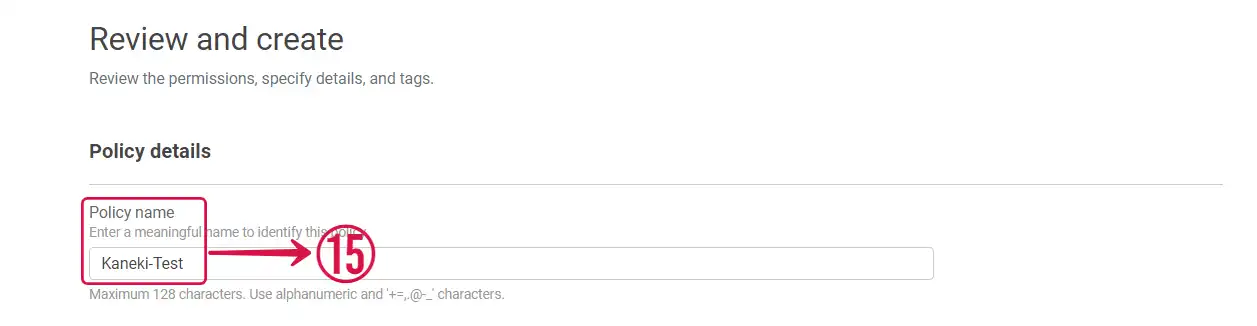 Review and create
Review the permissions, specify details, and tags.
Policy details
Policy name
Enter a meaningful name to identify this policy.
Kaneki-Test
15
Maximum 128 characters. Use alphanumeric and '+=,.@-_' characters.